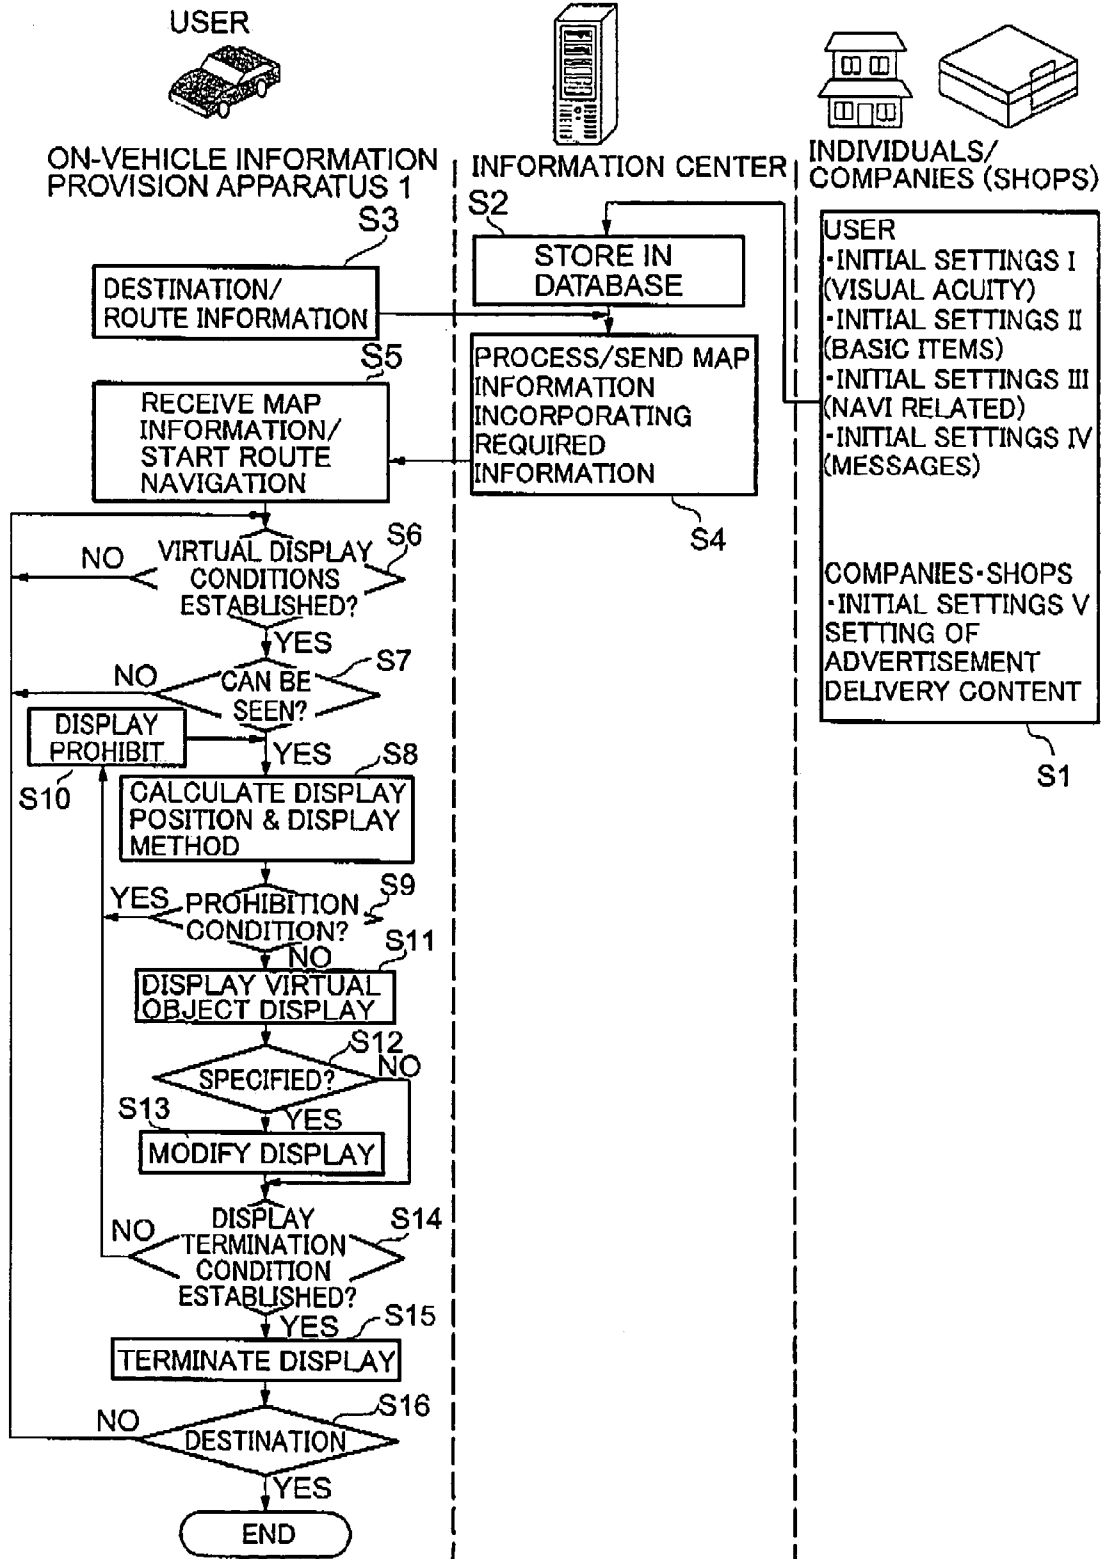 USER
ON-VEHICLE INFORMATION
PROVISION APPARATUS 1
INFORMATION CENTER
INDIVIDUALS/
COMPANIES (SHOPS)
S3
DESTINATION/
ROUTE INFORMATION
S2
STORE IN
DATABASE
USER
·INITIAL SETTINGS I
(VISUAL ACUITY)
·INITIAL SETTINGS II
(BASIC ITEMS)
·INITIAL SETTINGS III
(NAVI RELATED)
·INITIAL SETTINGS IV
(MESSAGES)
COMPANIES·SHOPS
·INITIAL SETTINGS V
SETTING OF
ADVERTISEMENT
DELIVERY CONTENT
S1
PROCESS/SEND MAP
INFORMATION
INCORPORATING
REQUIRED
INFORMATION
S4
S5
RECEIVE MAP
INFORMATION/
START ROUTE
NAVIGATION
S6
NO
VIRTUAL DISPLAY
CONDITIONS
ESTABLISHED?
YES
S7
NO
CAN BE
SEEN?
YES
DISPLAY
PROHIBIT
S10
S8
CALCULATE DISPLAY
POSITION & DISPLAY
METHOD
S9
YES
PROHIBITION
CONDITION?
NO
S11
DISPLAY VIRTUAL
OBJECT DISPLAY
S12
SPECIFIED?
NO
YES
S13
MODIFY DISPLAY
S14
NO
DISPLAY
TERMINATION
CONDITION
ESTABLISHED?
YES
S15
TERMINATE DISPLAY
S16
NO
DESTINATION
YES
END